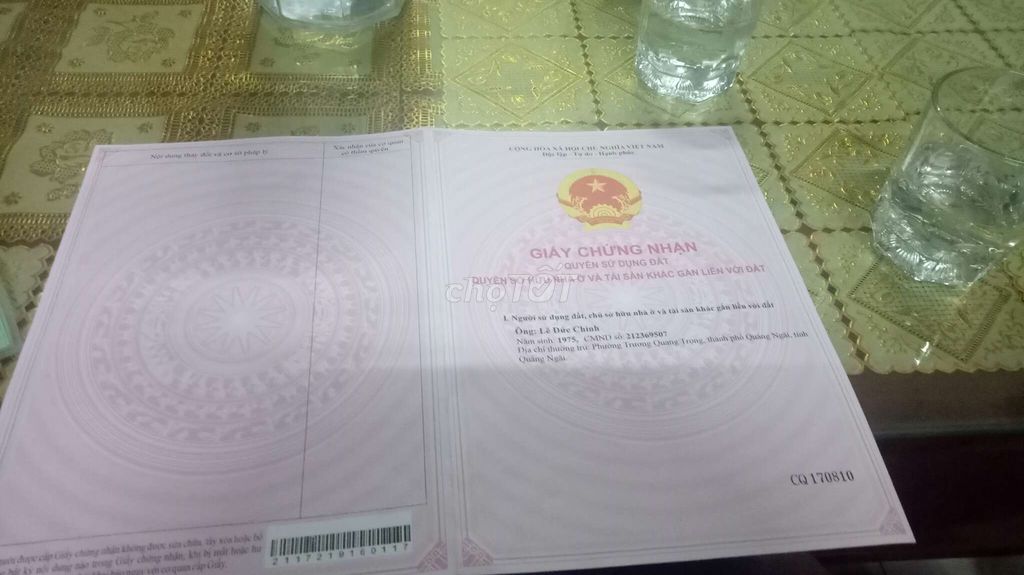 Nội dung thay đổi và cơ sở pháp lý
Xác nhận của cơ quan
có thẩm quyền
CỘNG HÒA XÃ HỘI CHỦ NGHĨA VIỆT NAM
Độc lập - Tự do - Hạnh phúc
GIẤY CHỨNG NHẬN
QUYỀN SỬ DỤNG ĐẤT
QUYỀN SỞ HỮU NHÀ Ở VÀ TÀI SẢN KHÁC GẮN LIỀN VỚI ĐẤT
chợTỐT
I. Người sử dụng đất, chủ sở hữu nhà ở và tài sản khác gắn liền với đất
Ông: Lê Đức Chinh
Năm sinh: 1975, CMND số: 212369507
Địa chỉ thường trú: Phường Trương Quang Trọng, thành phố Quảng Ngãi, tỉnh
Quảng Ngãi
CQ 170810
được cấp Giấy chứng nhận không được sửa chữa, tẩy xóa hoặc bổ
bất kỳ nội dung nào trong Giấy chứng nhận; khi bị mất hoặc hư
ngay với cơ quan cấp Giấy.
2117219160117